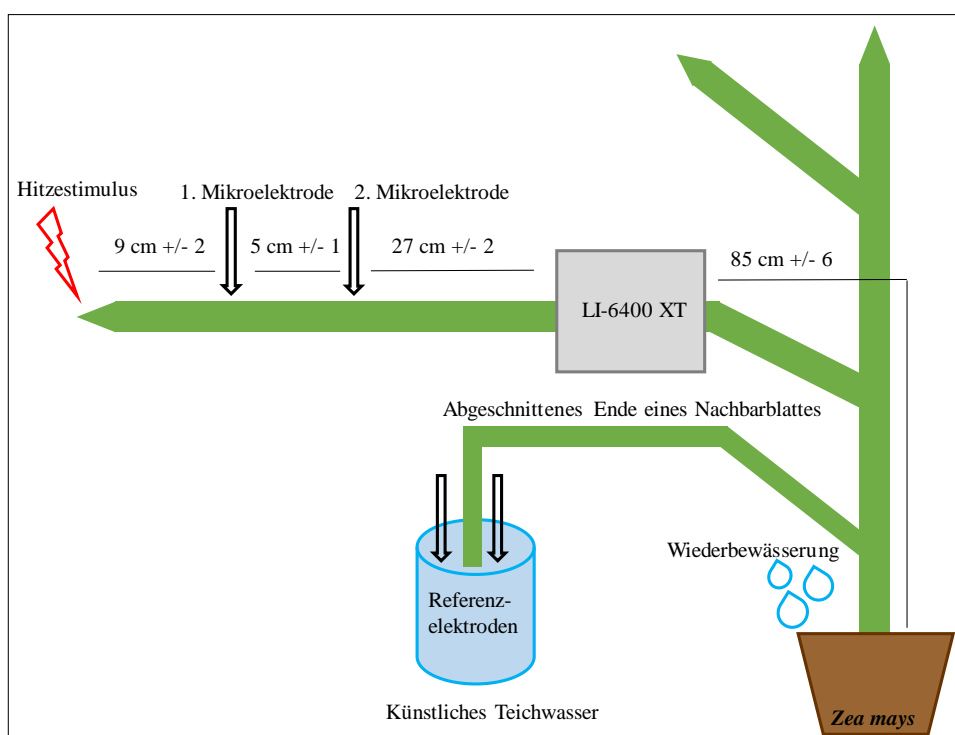 Hitzestimulus
1. Mikroelektrode
2. Mikroelektrode
9 cm +/- 2
5 cm +/- 1
27 cm +/- 2
85 cm +/- 6
LI-6400 XT
Abgeschnittenes Ende eines Nachbarblattes
Wiederbewässerung
Referenz-
elektroden
Künstliches Teichwasser
Zea mays